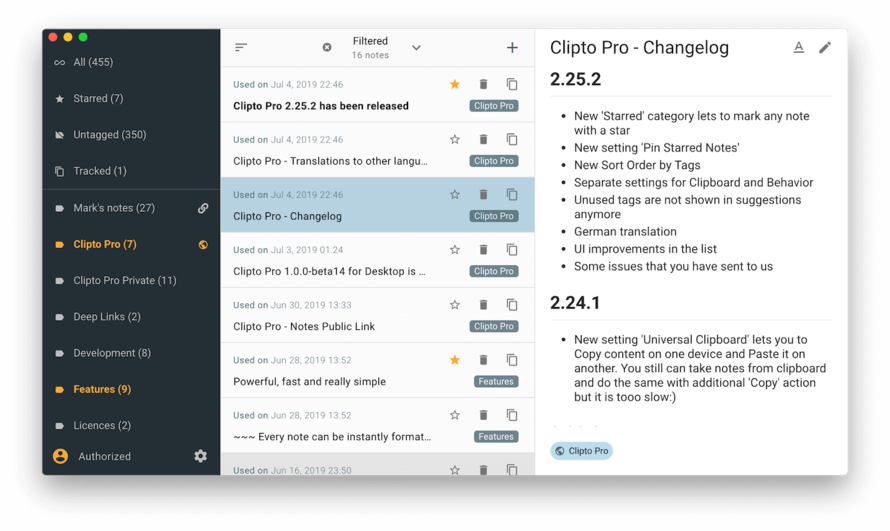 All (455)
Starred (7)
Untagged (350)
Tracked (1)
Mark's notes (27)
Clipto Pro (7)
Clipto Pro Private (11)
Deep Links (2)
Development (8)
Features (9)
Licences (2)
Authorized
Filtered
16 notes
Used on Jul 4, 2019 22:46
Clipto Pro 2.25.2 has been released
Clipto Pro
Used on Jul 4, 2019 22:46
Clipto Pro - Translations to other langu...
Clipto Pro
Used on Jul 4, 2019 22:46
Clipto Pro - Changelog
Clipto Pro
Used on Jul 3, 2019 01:24
Clipto Pro 1.0.0-beta14 for Desktop is ...
Clipto Pro
Used on Jun 30, 2019 13:33
Clipto Pro - Notes Public Link
Clipto Pro
Used on Jun 28, 2019 13:52
Powerful, fast and really simple
Features
Used on Jun 28, 2019 13:52
~~~ Every note can be instantly format...
Features
Used on Jun 16, 2019 23:50
Clipto Pro - Changelog
2.25.2
• New 'Starred' category lets to mark any note
with a star
• New setting 'Pin Starred Notes'
• New Sort Order by Tags
• Separate settings for Clipboard and Behavior
• Unused tags are not shown in suggestions
anymore
• German translation
• UI improvements in the list
• Some issues that you have sent to us
2.24.1
• New setting 'Universal Clipboard' lets you to
Copy content on one device and Paste it on
another. You still can take notes from clipboard
and do the same with additional 'Copy' action
but it is tooo slow:)
Clipto Pro